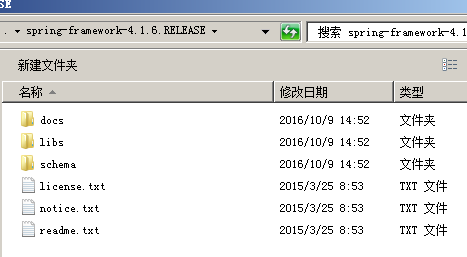 SE
. ▾ spring-framework-4.1.6.RELEASE ▾
搜索 spring-framework-4.1
新建文件夹
名称 修改日期 类型
docs 2016/10/9 14:52 文件夹
libs 2016/10/9 14:52 文件夹
schema 2016/10/9 14:52 文件夹
license.txt 2015/3/25 8:53 TXT 文件
notice.txt 2015/3/25 8:53 TXT 文件
readme.txt 2015/3/25 8:53 TXT 文件